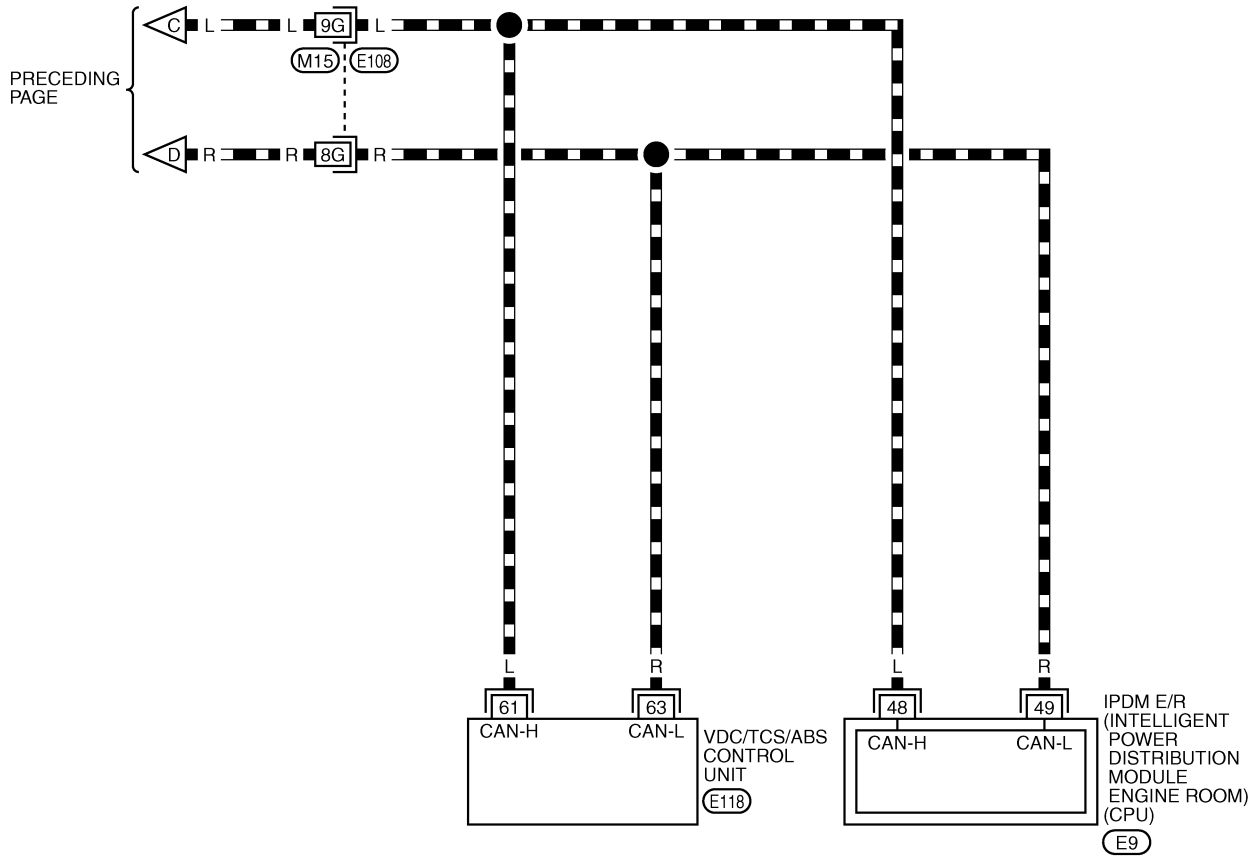 C L L 9G L
M15 E108
PRECEDING
PAGE
D R R 8G R
L R L R
61 63 48 49
CAN-H CAN-L
CAN-H CAN-L
VDC/TCS/ABS
CONTROL
UNIT
E118
IPDM E/R
(INTELLIGENT
POWER
DISTRIBUTION
MODULE
ENGINE ROOM)
(CPU)
E9